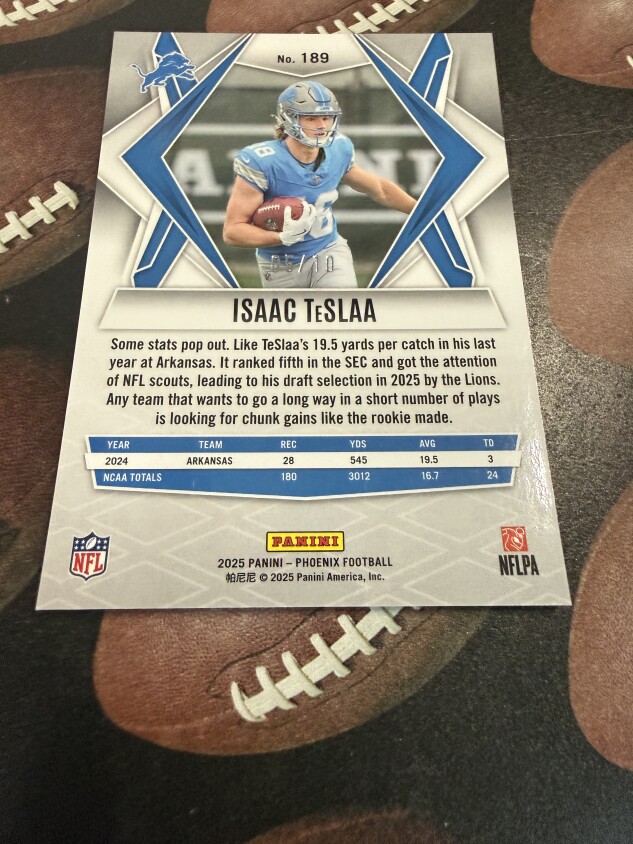 No. 189
PANINI
18
/10
ISAAC TeSLAA
Some stats pop out. Like TeSlaa's 19.5 yards per catch in his last
year at Arkansas. It ranked fifth in the SEC and got the attention
of NFL scouts, leading to his draft selection in 2025 by the Lions.
Any team that wants to go a long way in a short number of plays
is looking for chunk gains like the rookie made.
YEAR TEAM REC YDS AVG TD
2024 ARKANSAS 28 545 19.5 3
NCAA TOTALS 180 3012 16.7 24
PANINI
NFL
NFLPA
2025 PANINI – PHOENIX FOOTBALL
帕尼尼 © 2025 Panini America, Inc.